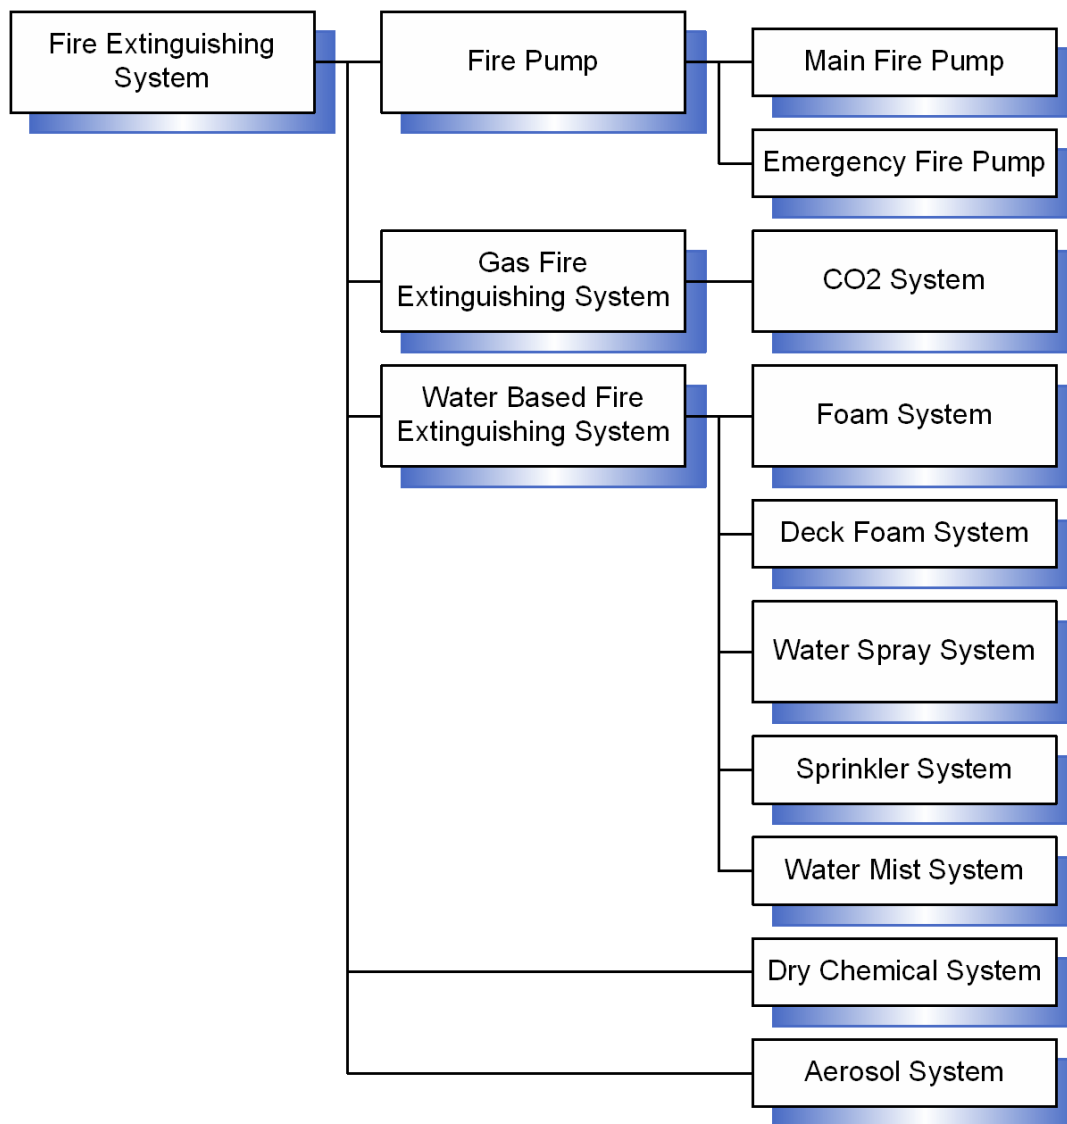 Fire Extinguishing
System
Fire Pump
Main Fire Pump
Emergency Fire Pump
Gas Fire
Extinguishing System
CO2 System
Water Based Fire
Extinguishing System
Foam System
Deck Foam System
Water Spray System
Sprinkler System
Water Mist System
Dry Chemical System
Aerosol System